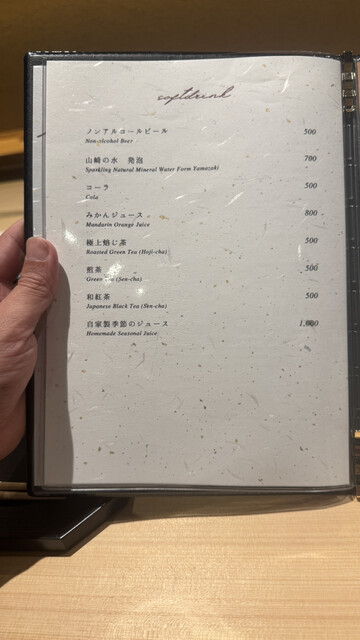 softdrink
ノンアルコールビール 500
Non-alcohol Beer
山崎の水 発泡 700
Sparkling Natural Mineral Water Form Yamazaki
コーラ 500
Cola
みかんジュース 800
Mandarin Orange Juice
極上焙じ茶 500
Roasted Green Tea (Hoji-cha)
煎茶 500
Green Tea (Sen-cha)
和紅茶 500
Japanese Black Tea (Sen-cha)
自家製季節のジュース 1,000
Homemade Seasonal Juice